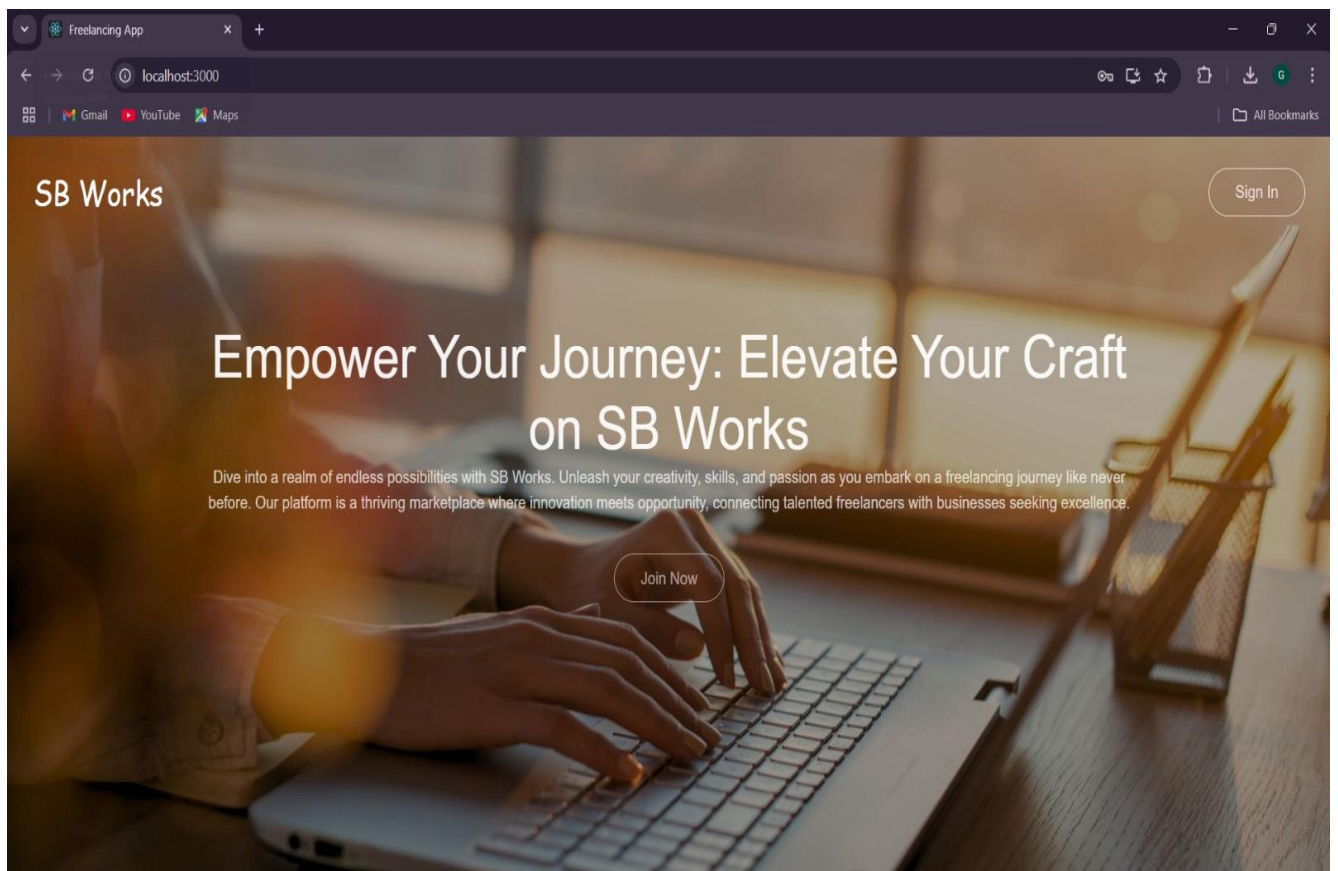 Freelancing App
localhost:3000
G
Gmail YouTube Maps All Bookmarks
SB Works
Sign In
Empower Your Journey: Elevate Your Craft
on SB Works
Dive into a realm of endless possibilities with SB Works. Unleash your creativity, skills, and passion as you embark on a freelancing journey like never
before. Our platform is a thriving marketplace where innovation meets opportunity, connecting talented freelancers with businesses seeking excellence.
Join Now